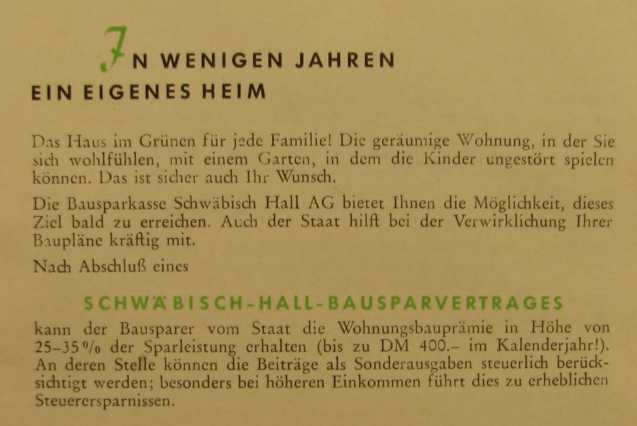 IN WENIGEN JAHREN
EIN EIGENES HEIM
Das Haus im Grünen für jede Familie! Die geräumige Wohnung, in der Sie
sich wohlfühlen, mit einem Garten, in dem die Kinder ungestört spielen
können. Das ist sicher auch Ihr Wunsch.
Die Bausparkasse Schwäbisch Hall AG bietet Ihnen die Möglichkeit, dieses
Ziel bald zu erreichen. Auch der Staat hilft bei der Verwirklichung Ihrer
Baupläne kräftig mit.
Nach Abschluß eines
SCHWÄBISCH-HALL-BAUSPARVERTRAGES
kann der Bausparer vom Staat die Wohnungsbauprämie in Höhe von
25–35% der Sparleistung erhalten (bis zu DM 400.– im Kalenderjahr!).
An deren Stelle können die Beiträge als Sonderausgaben steuerlich berück-
sichtigt werden; besonders bei höheren Einkommen führt dies zu erheblichen
Steuerersparnissen.